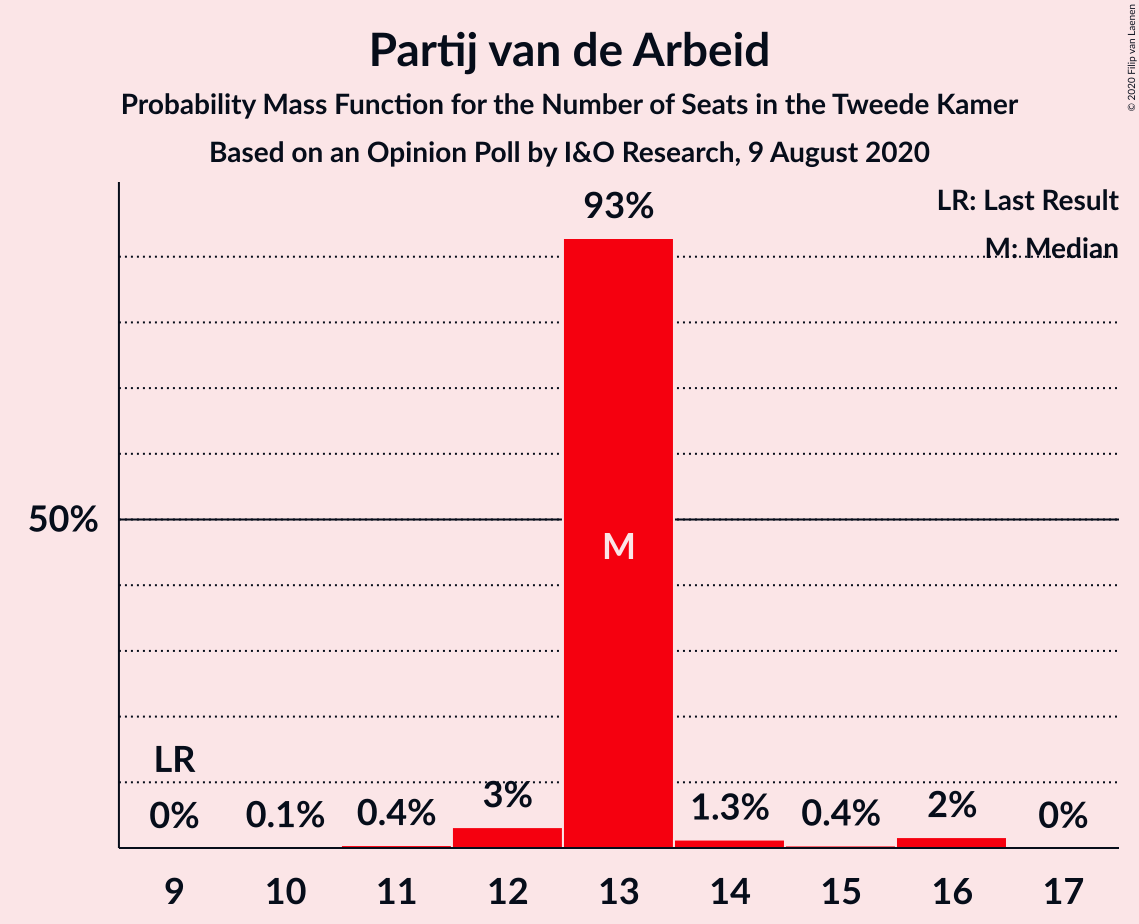 Partij van de Arbeid
Probability Mass Function for the Number of Seats in the Tweede Kamer
Based on an Opinion Poll by I&O Research, 9 August 2020
© 2020 Filip van Laenen
LR: Last Result
M: Median
93%
50%
M
LR
0%
0.1%
0.4%
3%
1.3%
0.4%
2%
0%
9
10
11
12
13
14
15
16
17